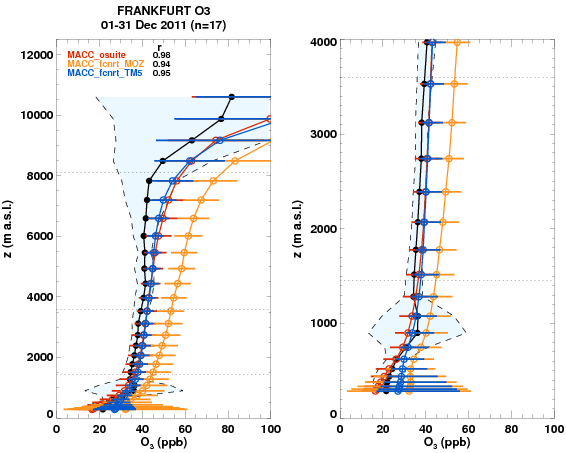 FRANKFURT O3
01-31 Dec 2011 (n=17)
r
MACC_osuite 0.98
MACC_fcnrt_MOZ 0.94
MACC_fcnrt_TM5 0.95
z (m a.s.l.)
12000
10000
8000
6000
4000
2000
0
0 20 40 60 80 100
O3 (ppb)
z (m a.s.l.)
4000
3000
2000
1000
0
0 20 40 60 80 100
O3 (ppb)